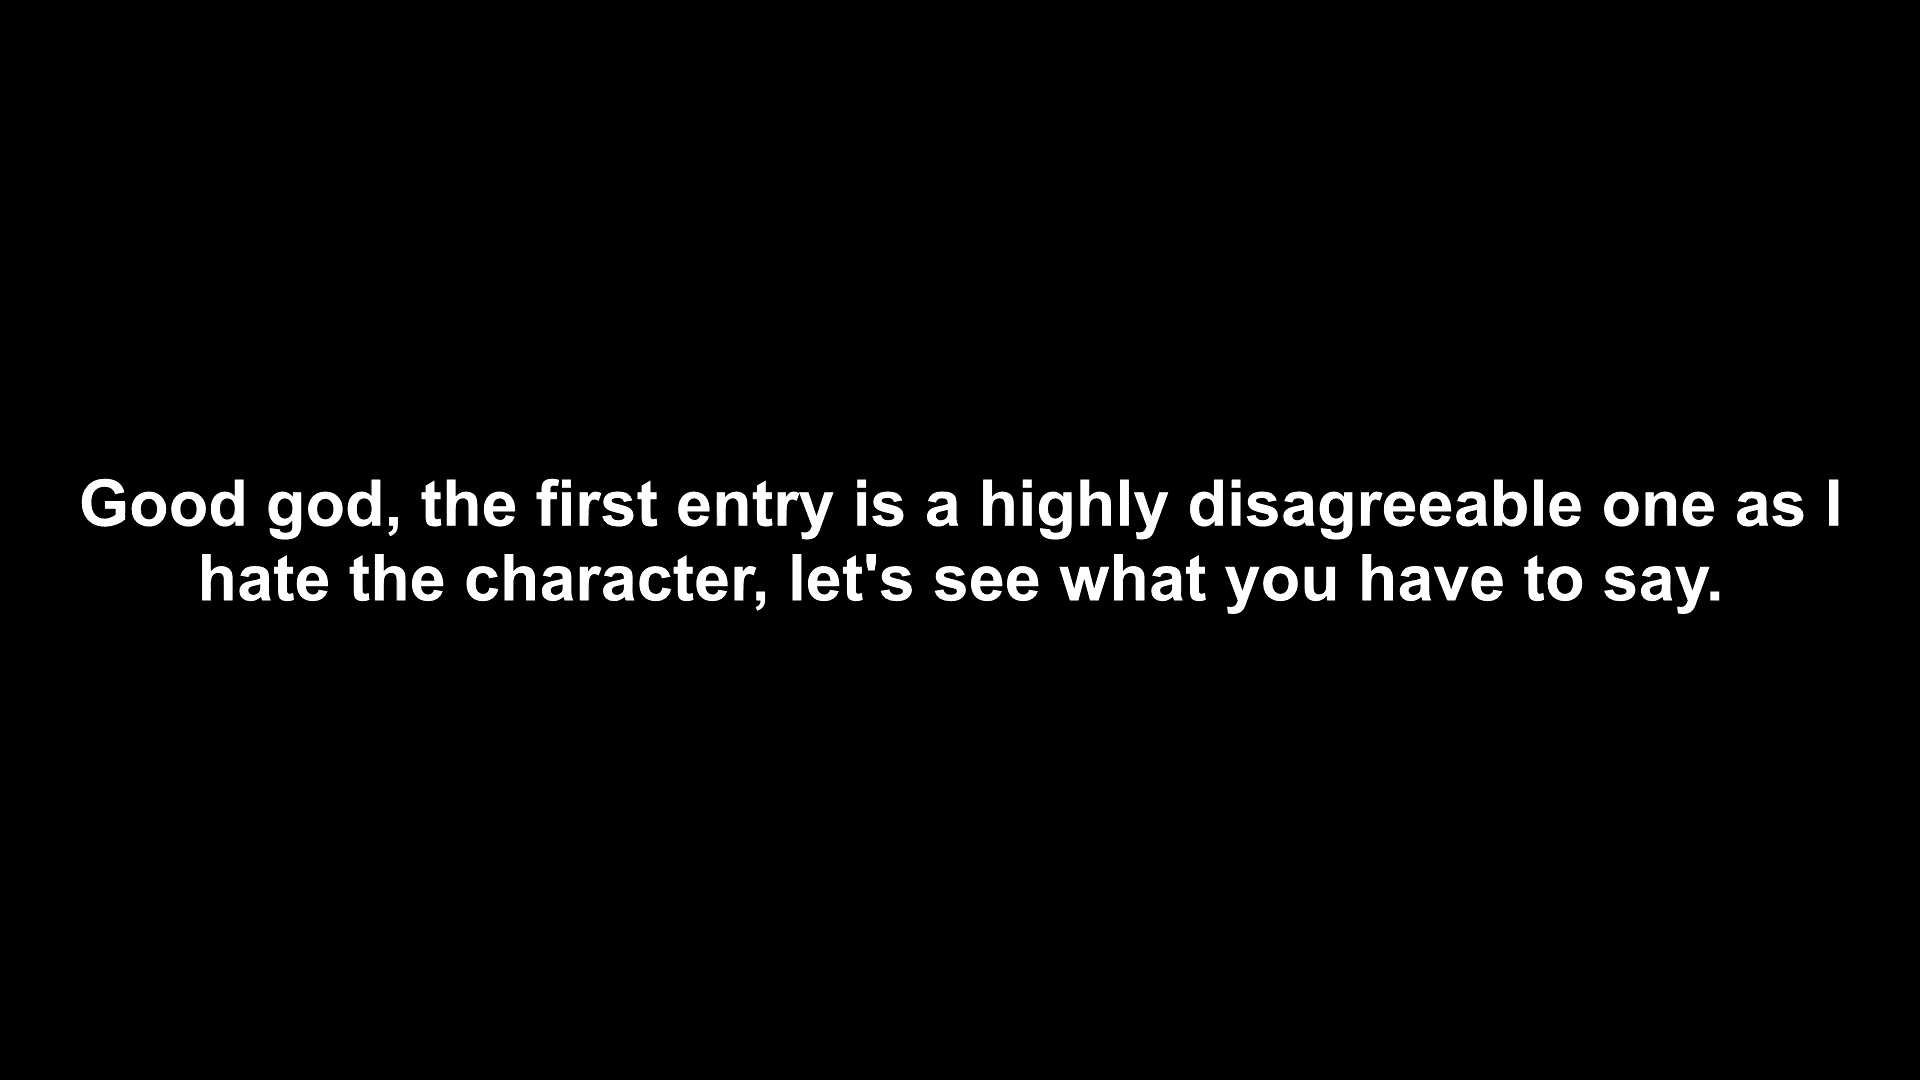 Good god, the first entry is a highly disagreeable one as I
hate the character, let's see what you have to say.